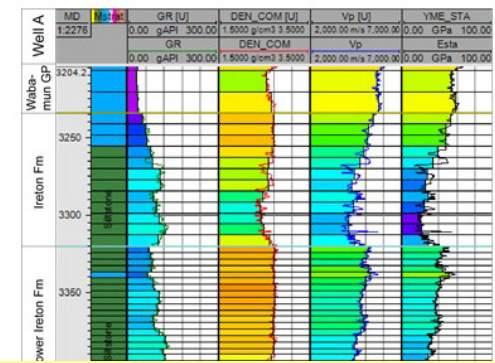 Well A
MD Mstrat GR [U] DEN_COM [U] Vp [U] YME_STA
1:2276 0.00 gAPI 300.00 1.5000 g/cm3 3.5000 2,000.00 m/s 7,000.00 0.00 GPa 100.00
GR DEN_COM Vp Esta
0.00 gAPI 300.00 1.5000 g/cm3 3.5000 2,000.00 m/s 7,000.00 0.00 GPa 100.00
Waba-
mun GP
3204.2
Ireton Fm
3250
Siltstone
3300
ower Ireton Fm
3350
Siltstone